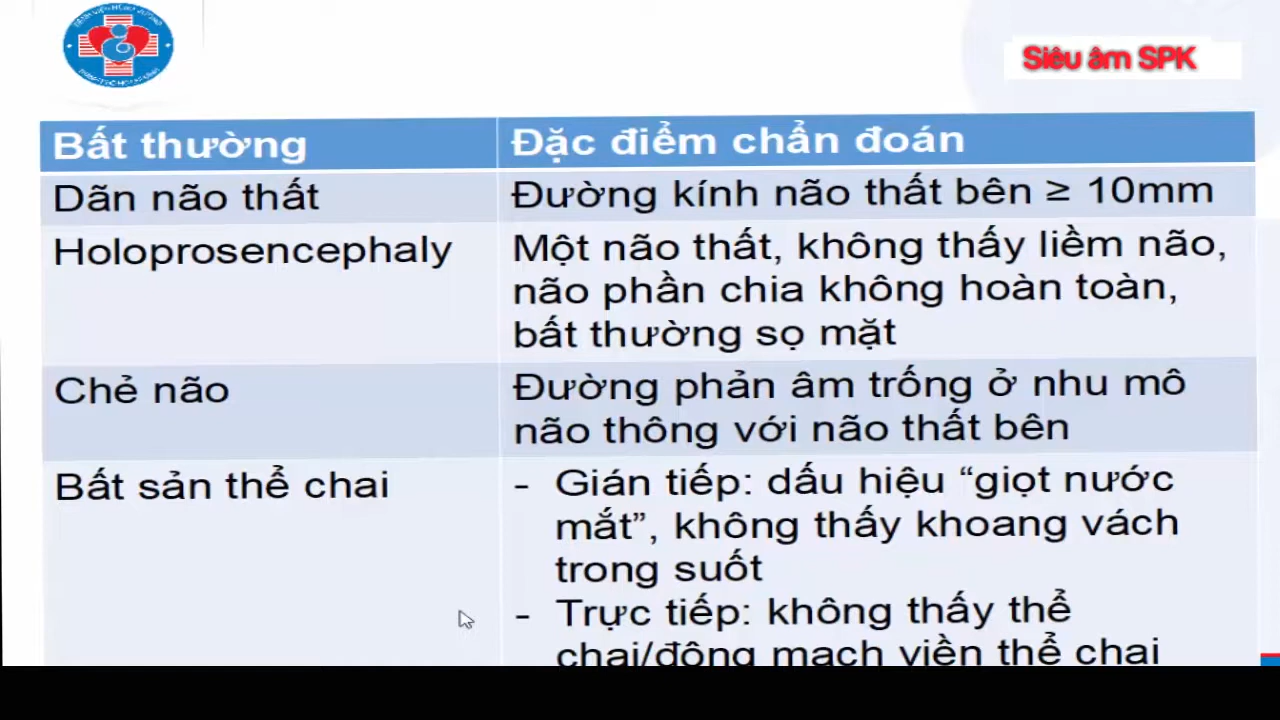 BỆNH VIỆN HÙNG VƯƠNG
Siêu âm SPK
Bất thường
Đặc điểm chẩn đoán
Dãn não thất
Đường kính não thất bên ≥ 10mm
Holoprosencephaly
Một não thất, không thấy liềm não,
não phần chia không hoàn toàn,
bất thường sọ mặt
Chẻ não
Đường phản âm trống ở nhu mô
não thông với não thất bên
Bất sản thể chai
- Gián tiếp: dấu hiệu “giọt nước
mắt”, không thấy khoang vách
trong suốt
- Trực tiếp: không thấy thể
chai/động mạch viền thể chai